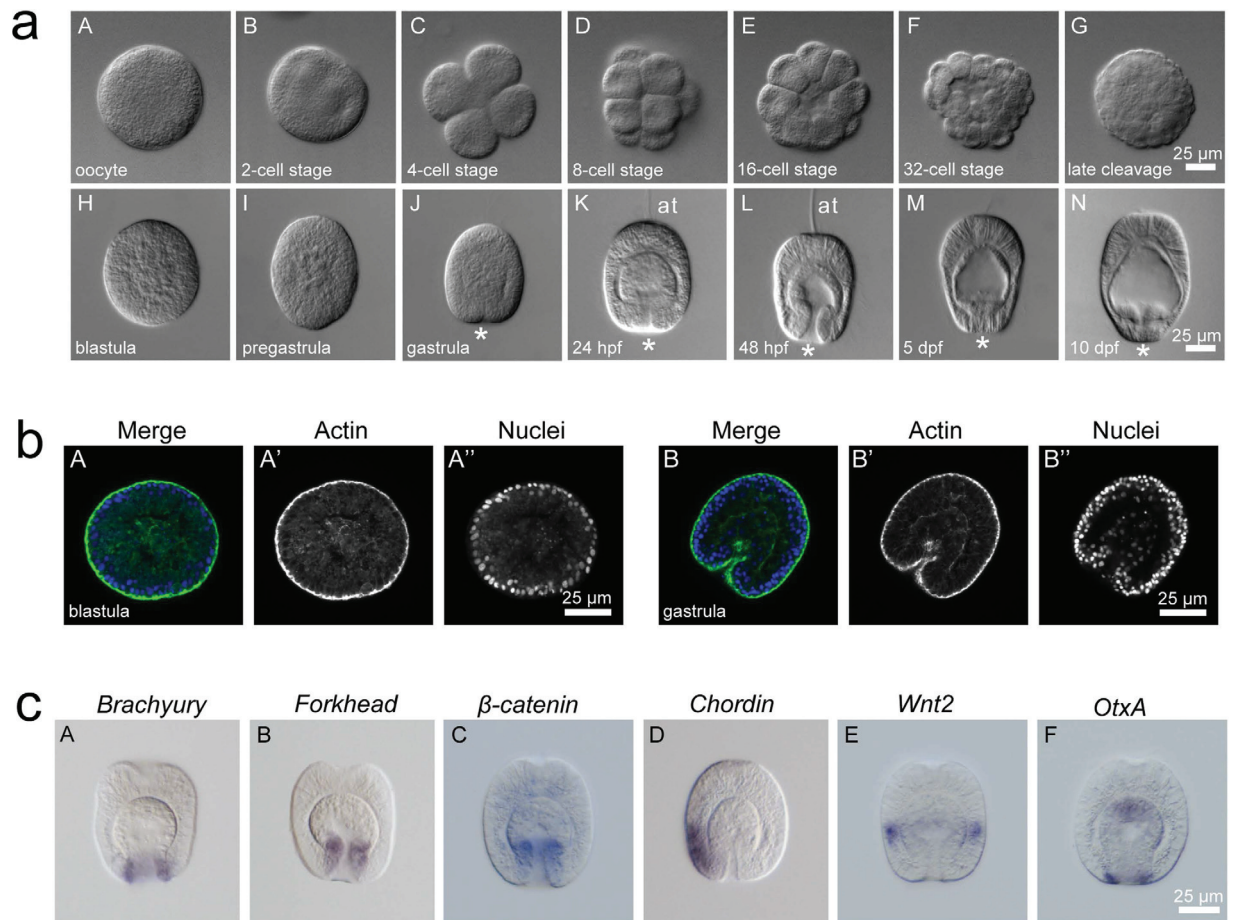 a
A
B
C
D
E
F
G
oocyte
2-cell stage
4-cell stage
8-cell stage
16-cell stage
32-cell stage
late cleavage
25 µm
H
I
J
K
at
L
at
M
N
blastula
pregastrula
gastrula
*
24 hpf
*
48 hpf
*
5 dpf
*
10 dpf
*
25 µm
b
Merge
Actin
Nuclei
Merge
Actin
Nuclei
A
A’
A’’
B
B’
B’’
blastula
25 µm
gastrula
25 µm
c
Brachyury
Forkhead
β-catenin
Chordin
Wnt2
OtxA
A
B
C
D
E
F
25 µm